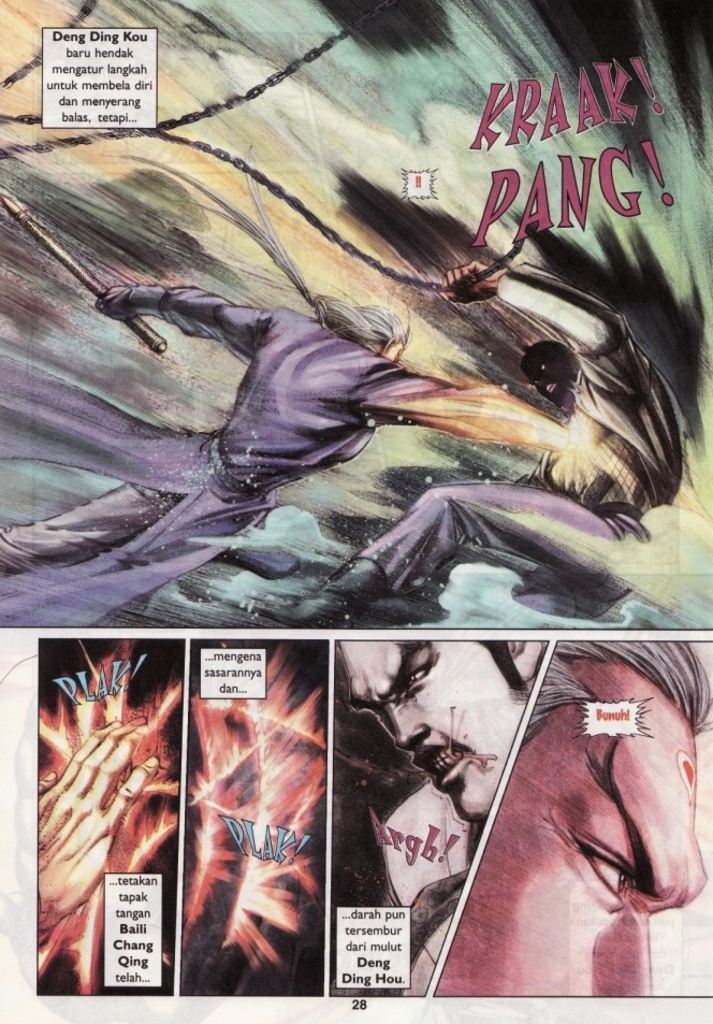 Deng Ding Kou
baru hendak
mengatur langkah
untuk membela diri
dan menyerang
balas, tetapi...
KRAAK!
PANG!
!!
PLAK!
...tetakan
tapak
tangan
Baili
Chang
Qing
telah...
...mengena
sasarannya
dan...
PLAK!
Argh!
...darah pun
tersembur
dari mulut
Deng
Ding Hou.
Bunuh!
28